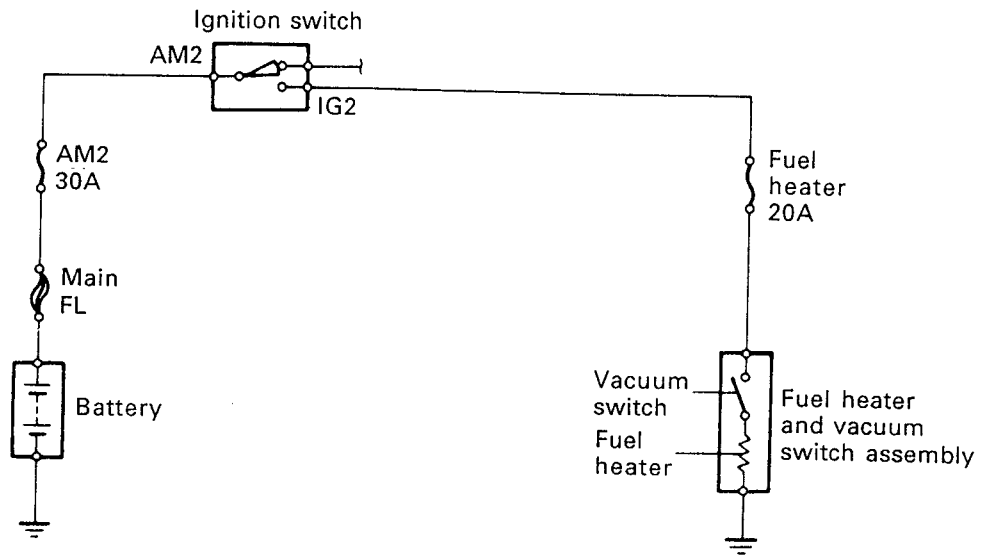 Ignition switch
AM2
IG2
AM2
30A
Fuel
heater
20A
Main
FL
Battery
Vacuum
switch
Fuel
heater
Fuel heater
and vacuum
switch assembly